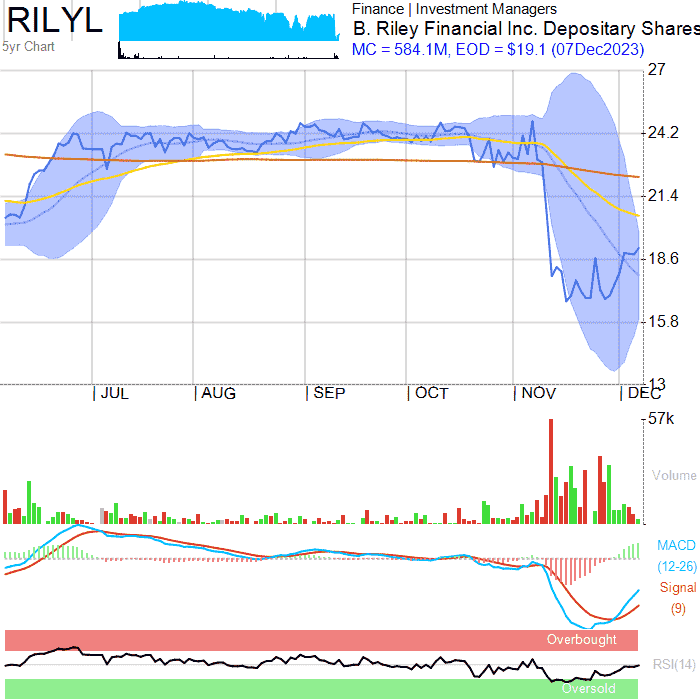 RILYL
5yr Chart
Finance | Investment Managers
B. Riley Financial Inc. Depositary Shares
MC = 584.1M, EOD = $19.1 (07Dec2023)
27
24.2
21.4
18.6
15.8
13
JUL AUG SEP OCT NOV DEC
57k
Volume
MACD
(12-26)
Signal
(9)
Overbought
RSI(14)
Oversold